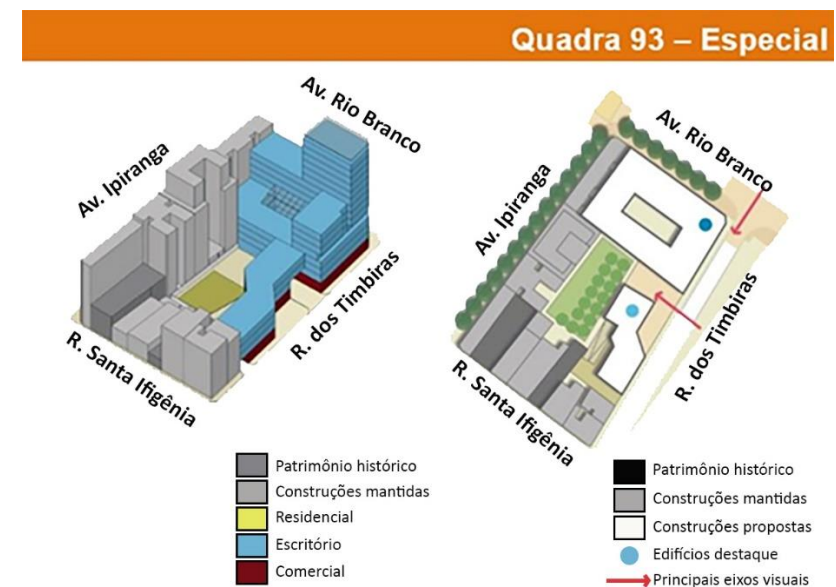 Quadra 93 – Especial
Av. Rio Branco
Av. Ipiranga
R. dos Timbiras
R. Santa Ifigênia
Patrimônio histórico
Construções mantidas
Residencial
Escritório
Comercial
Av. Rio Branco
Av. Ipiranga
R. dos Timbiras
R. Santa Ifigênia
Patrimônio histórico
Construções mantidas
Construções propostas
Edifícios destaque
Principais eixos visuais